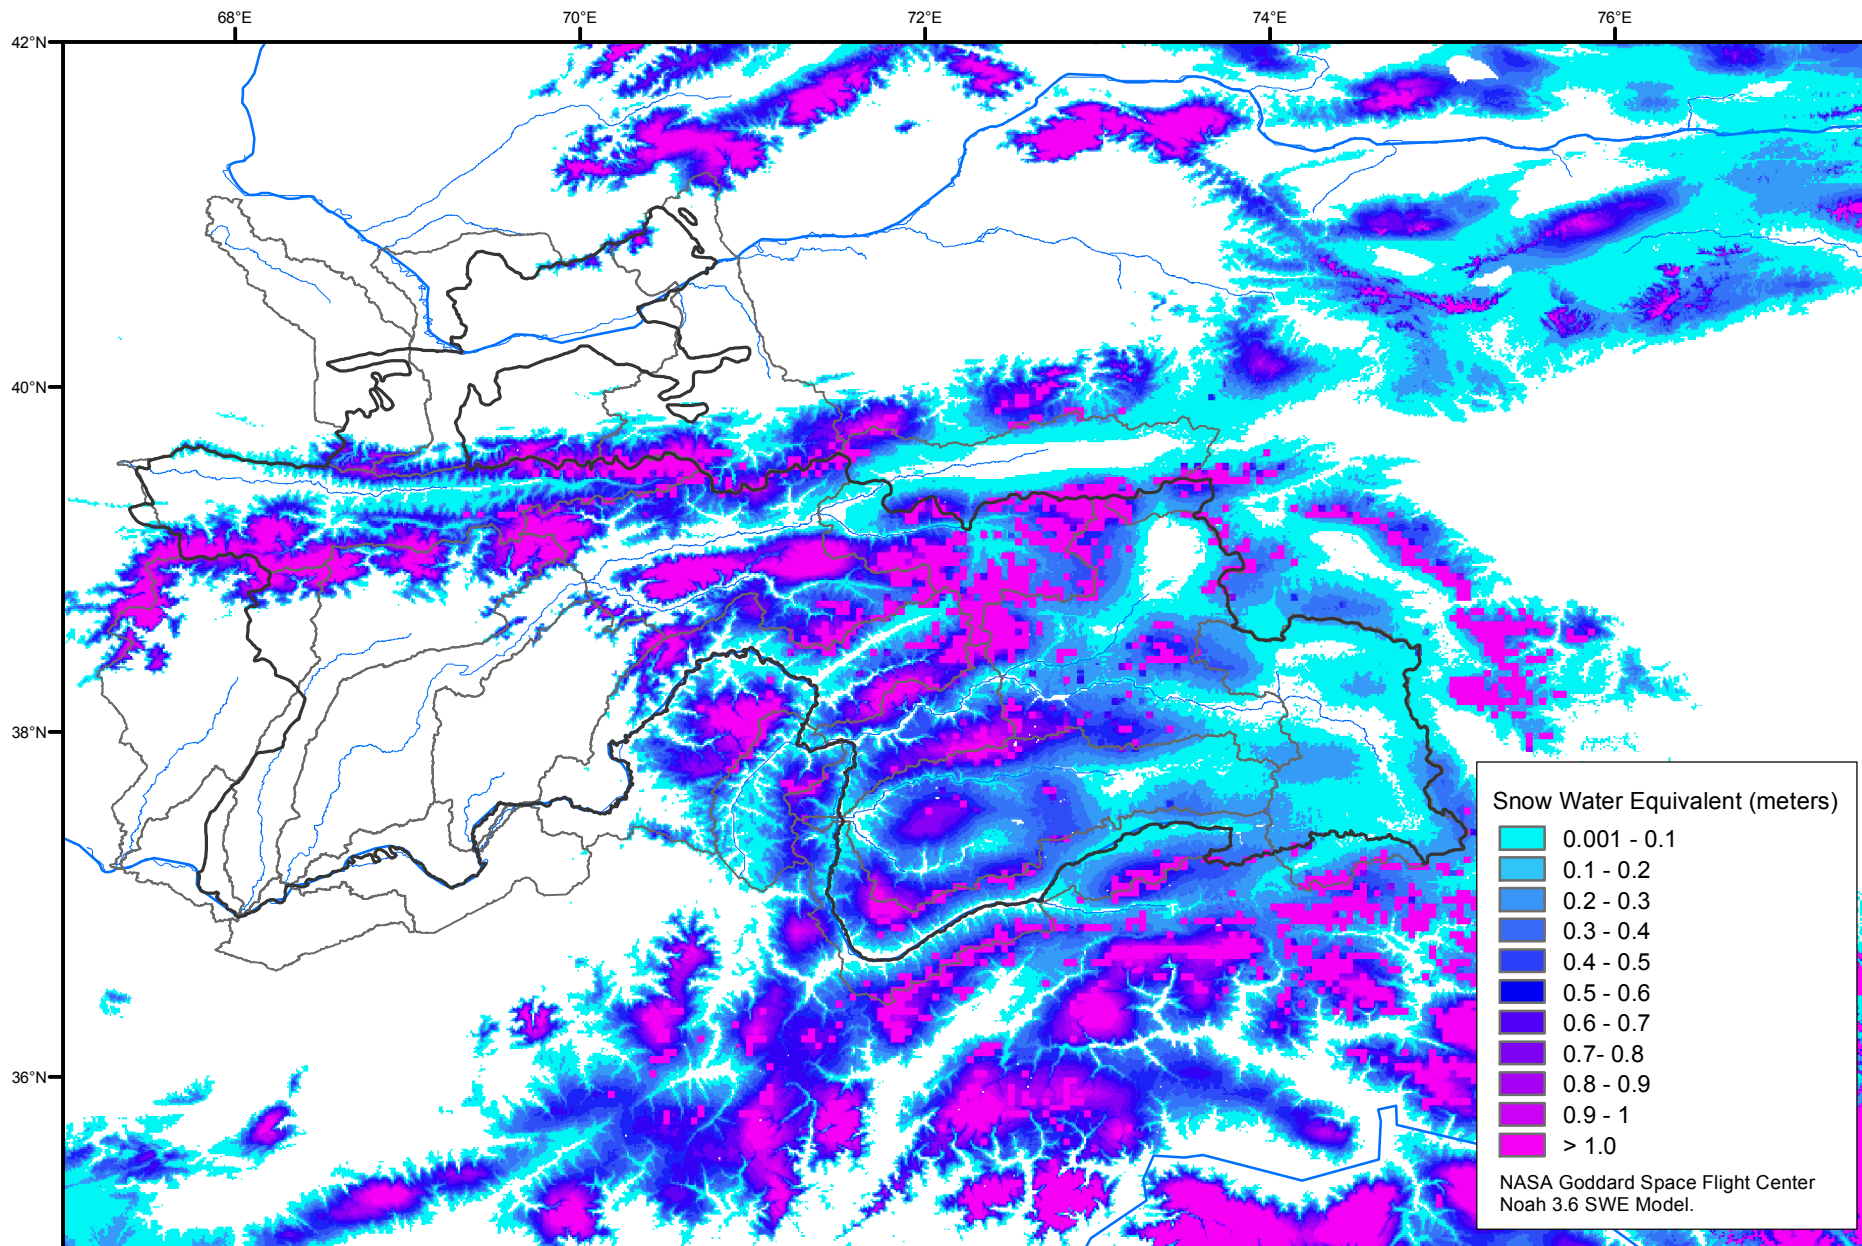 68°E
70°E
72°E
74°E
76°E
42°N
40°N
38°N
36°N
Snow Water Equivalent (meters)
0.001 - 0.1
0.1 - 0.2
0.2 - 0.3
0.3 - 0.4
0.4 - 0.5
0.5 - 0.6
0.6 - 0.7
0.7- 0.8
0.8 - 0.9
0.9 - 1
> 1.0
NASA Goddard Space Flight Center
Noah 3.6 SWE Model.